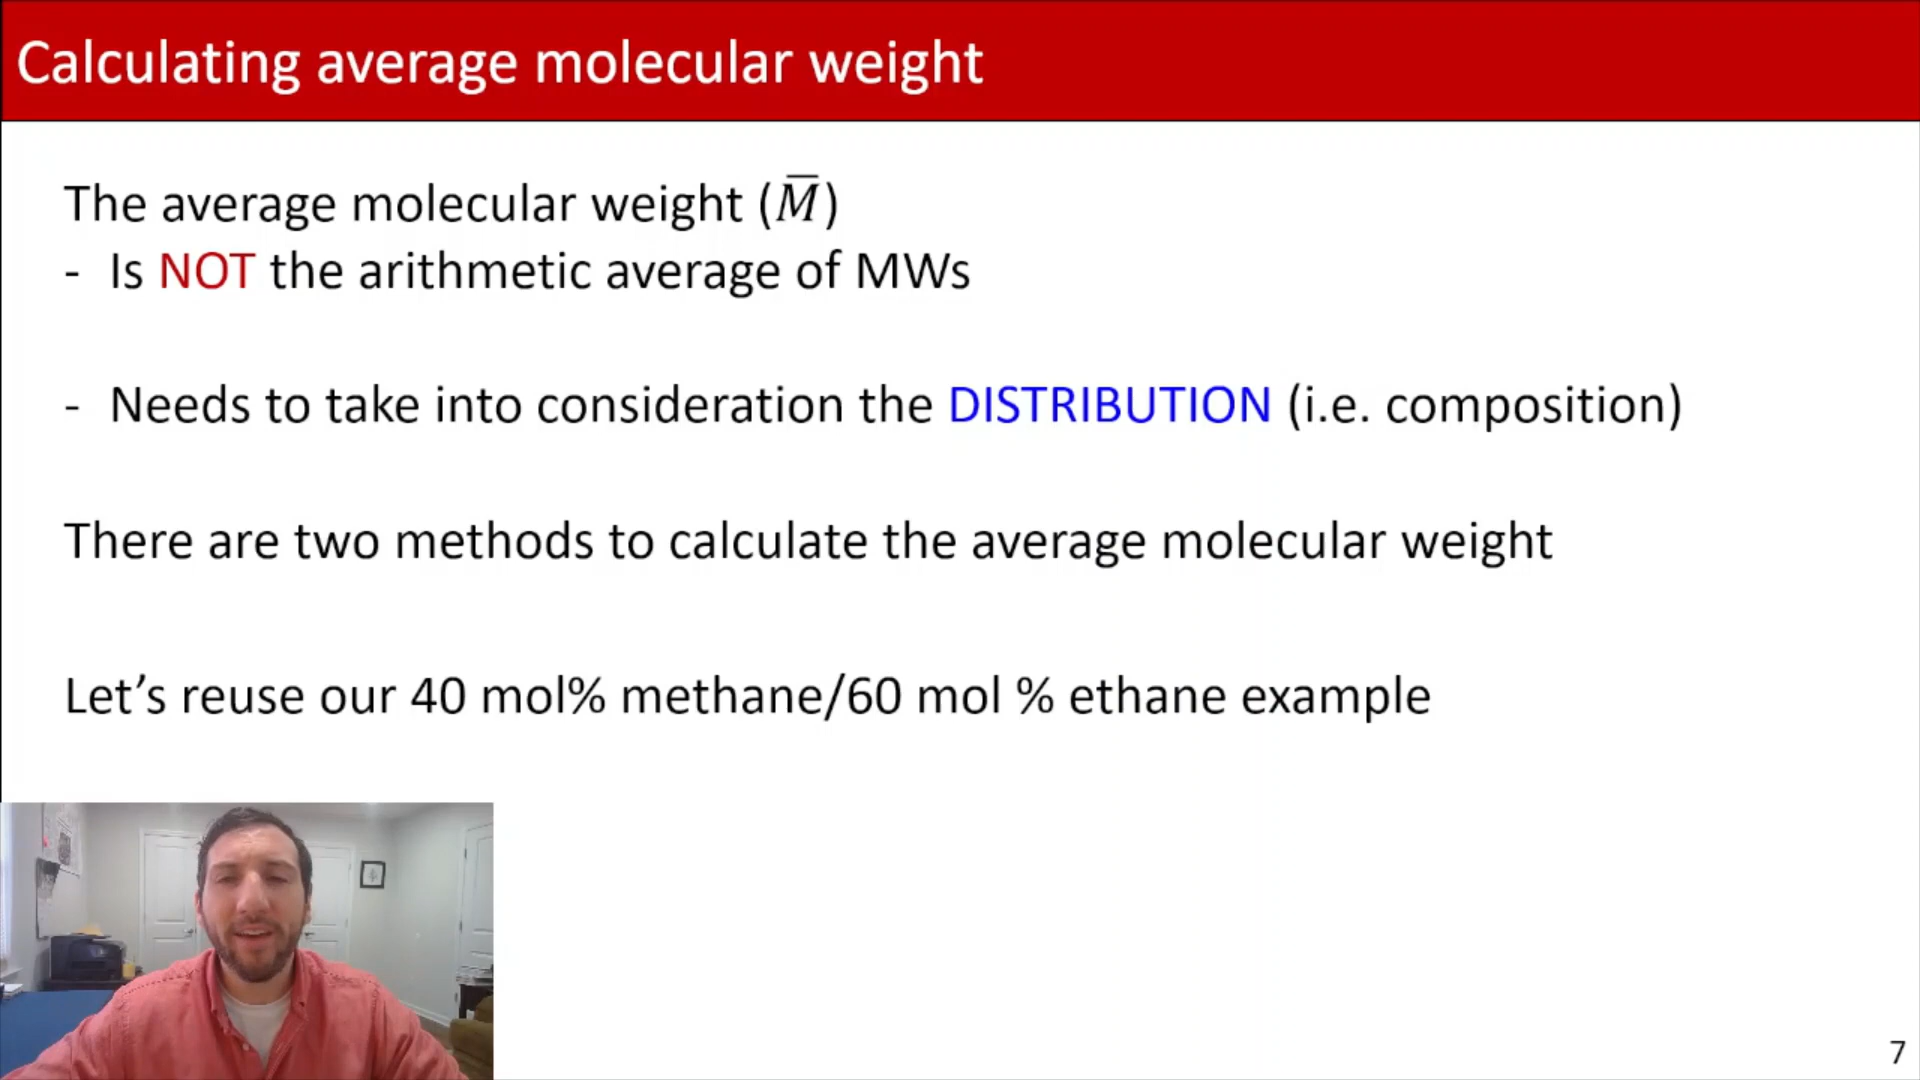 Calculating average molecular weight
The average molecular weight (M̅)
- Is NOT the arithmetic average of MWs
- Needs to take into consideration the DISTRIBUTION (i.e. composition)
There are two methods to calculate the average molecular weight
Let’s reuse our 40 mol% methane/60 mol % ethane example
7